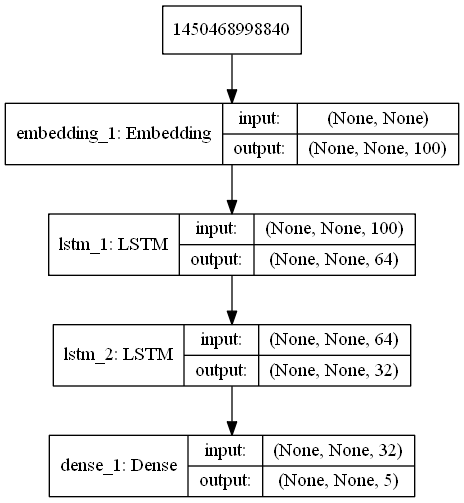 1450468998840
embedding_1: Embedding
input:
(None, None)
output:
(None, None, 100)
lstm_1: LSTM
input:
(None, None, 100)
output:
(None, None, 64)
lstm_2: LSTM
input:
(None, None, 64)
output:
(None, None, 32)
dense_1: Dense
input:
(None, None, 32)
output:
(None, None, 5)